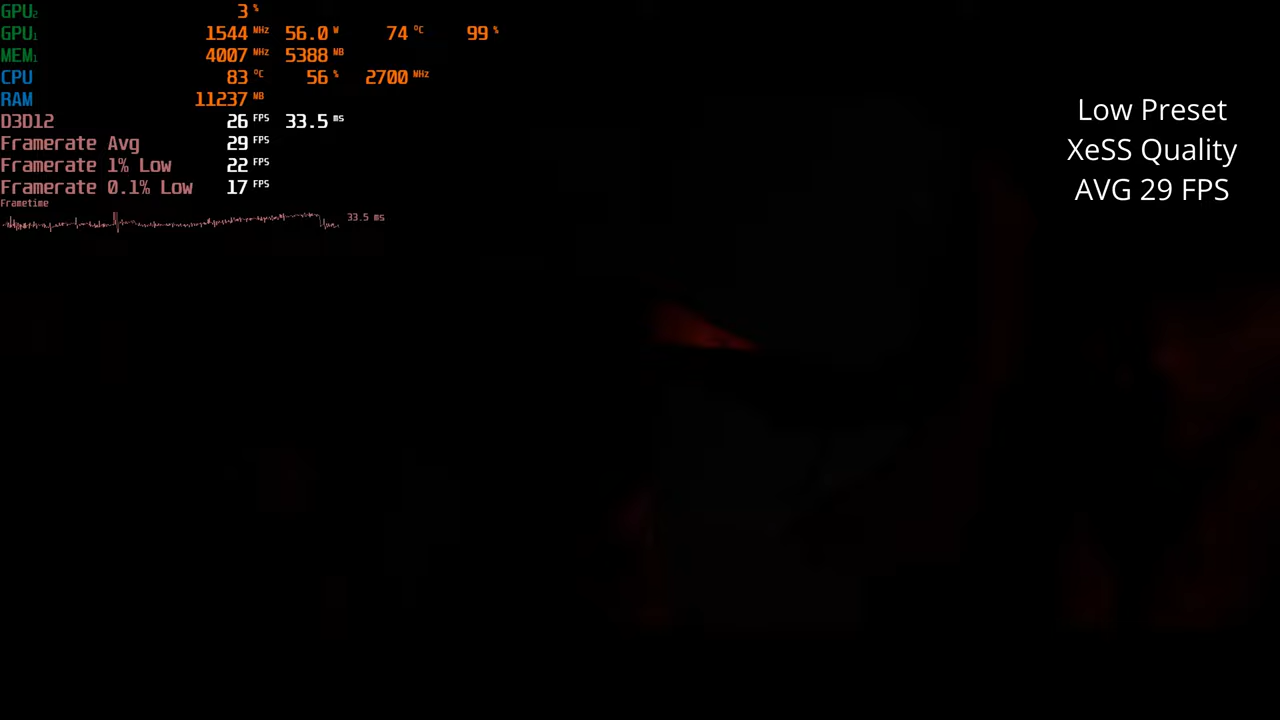 GPU2 3 %
GPU1 1544 MHz 56.0 W 74 °C 99 %
MEM1 4007 MHz 5388 MB
CPU 83 °C 56 % 2700 MHz
RAM 11237 MB
D3D12 26 FPS 33.5 ms
Framerate Avg 29 FPS
Framerate 1% Low 22 FPS
Framerate 0.1% Low 17 FPS
Frametime
33.5 ms
Low Preset
XeSS Quality
AVG 29 FPS